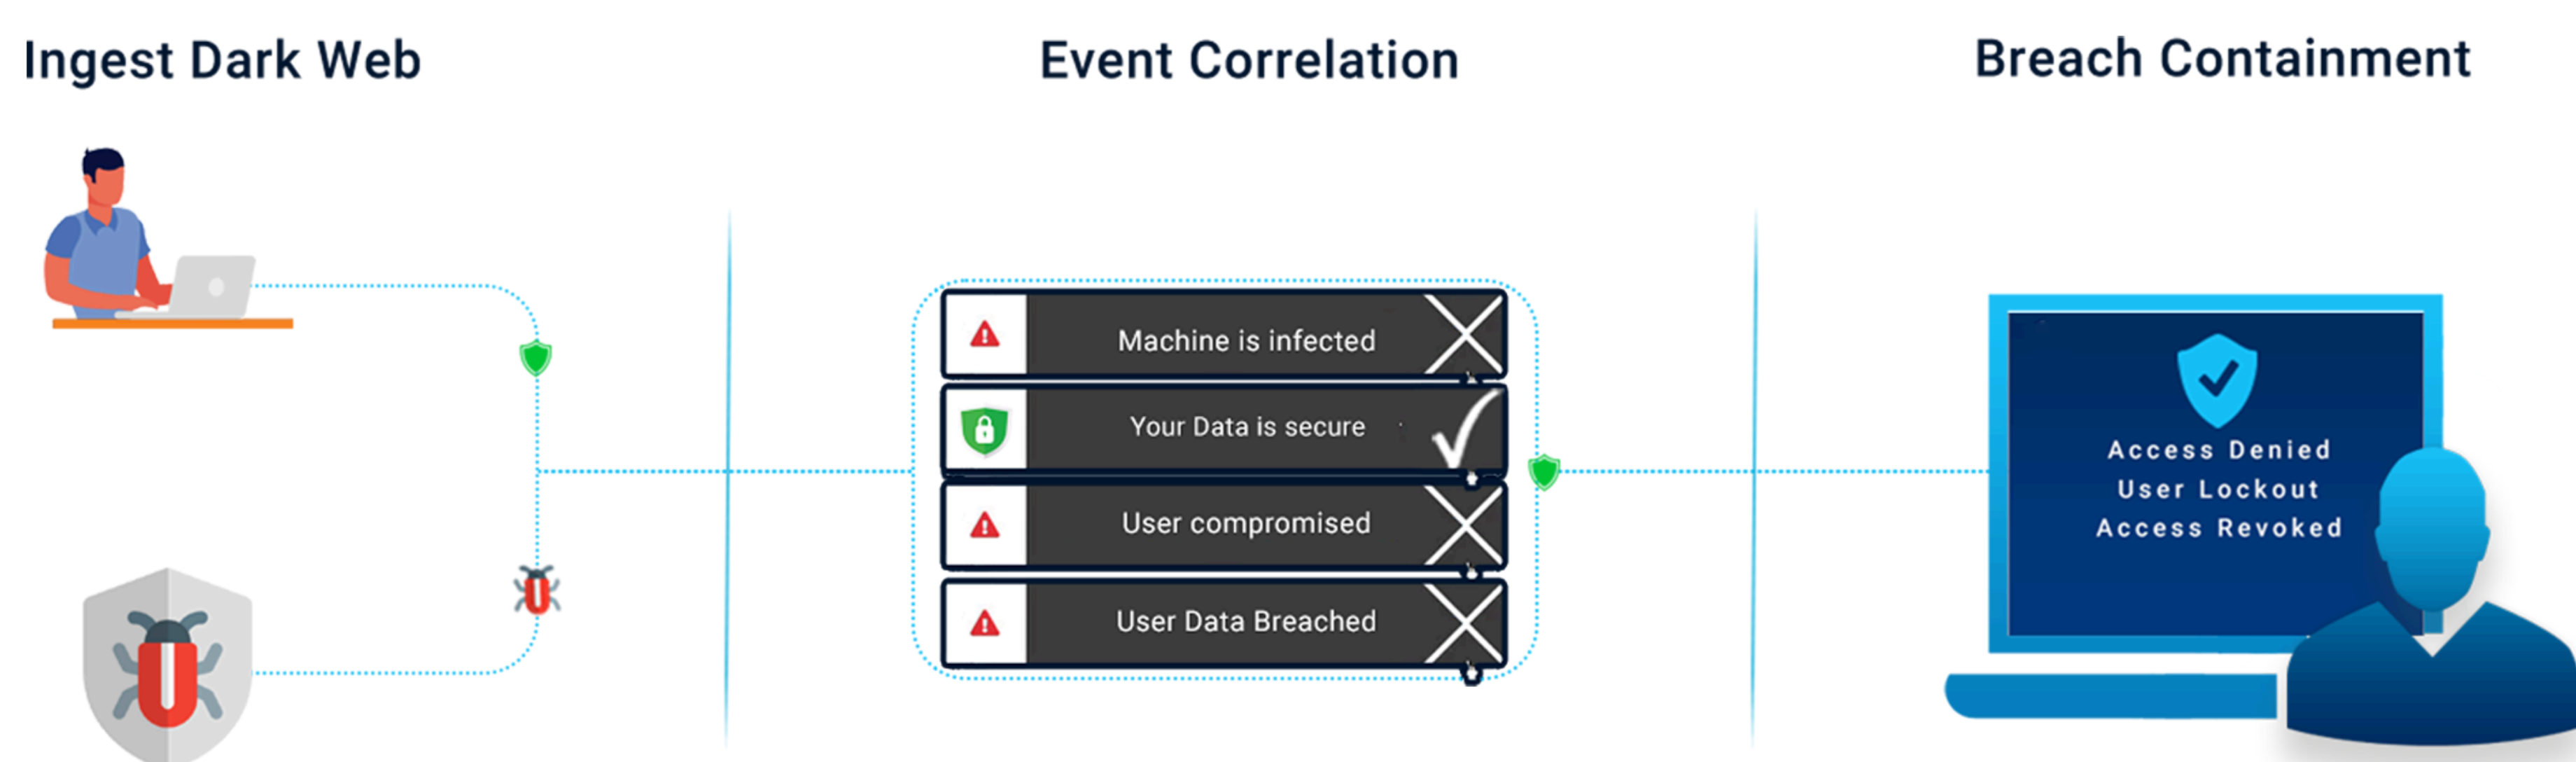 Ingest Dark Web
Event Correlation
Breach Containment
Machine is infected
Your Data is secure
User compromised
User Data Breached
Access Denied
User Lockout
Access Revoked